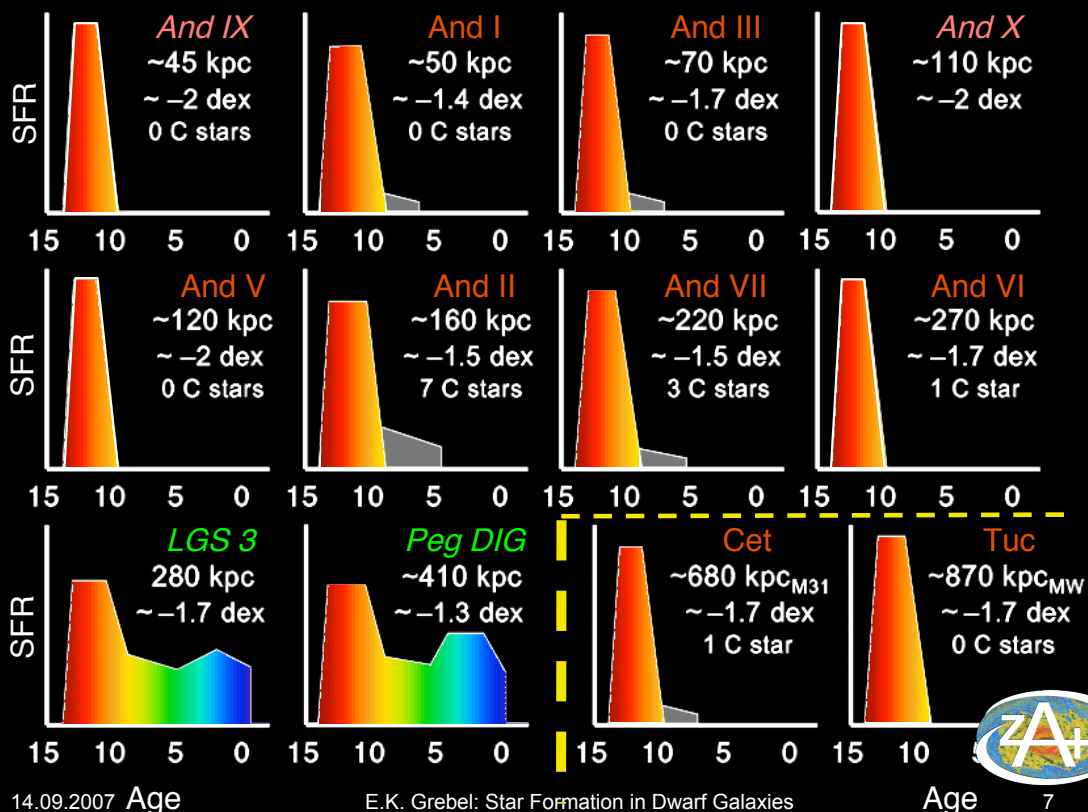 SFR
And IX
~45 kpc
~ –2 dex
0 C stars
15 10 5 0
And I
~50 kpc
~ –1.4 dex
0 C stars
15 10 5 0
And III
~70 kpc
~ –1.7 dex
0 C stars
15 10 5 0
And X
~110 kpc
~ –2 dex
15 10 5 0
SFR
And V
~120 kpc
~ –2 dex
0 C stars
15 10 5 0
And II
~160 kpc
~ –1.5 dex
7 C stars
15 10 5 0
And VII
~220 kpc
~ –1.5 dex
3 C stars
15 10 5 0
And VI
~270 kpc
~ –1.7 dex
1 C star
15 10 5 0
SFR
LGS 3
280 kpc
~ –1.7 dex
15 10 5 0
Peg DIG
~410 kpc
~ –1.3 dex
15 10 5 0
Cet
~680 kpcM31
~ –1.7 dex
1 C star
15 10 5 0
Tuc
~870 kpcMW
~ –1.7 dex
0 C stars
15 10
ZAH
14.09.2007 Age E.K. Grebel: Star Formation in Dwarf Galaxies Age 7